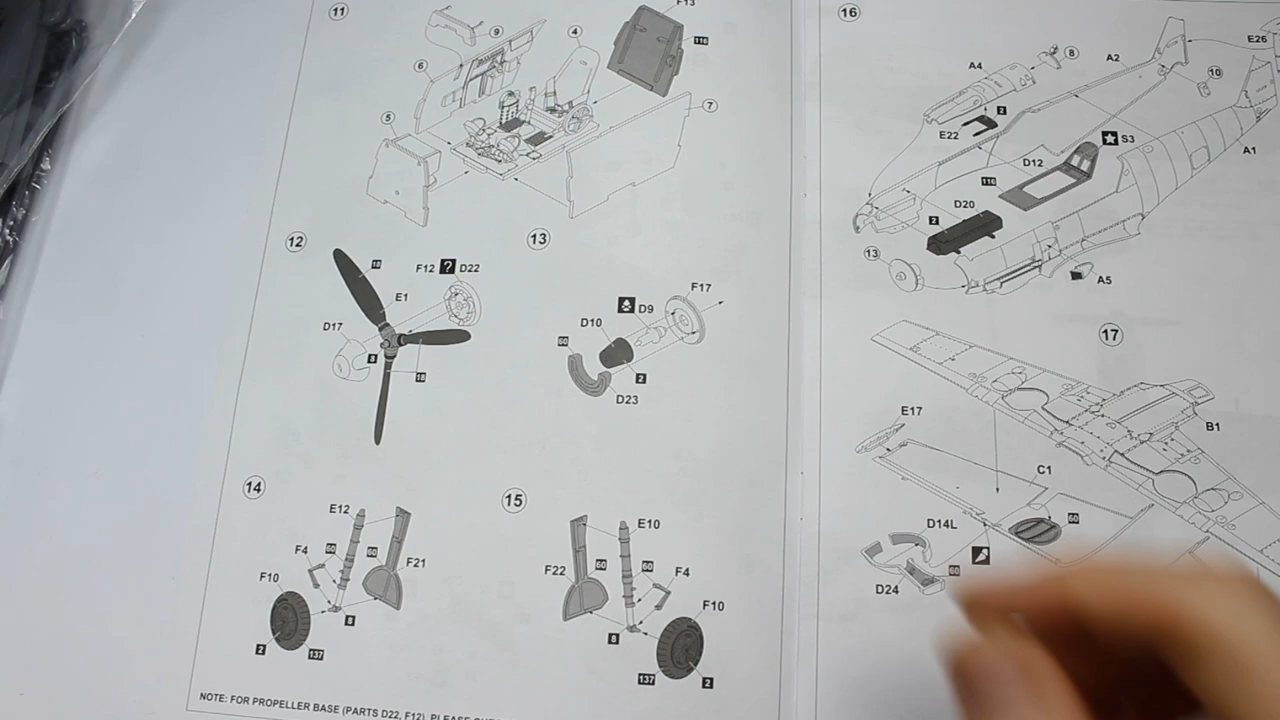 11
F13
9
4
116
6
7
5
12
13
18
F12 ? D22
E1
D17
8
18
F17
D9
D10
60
2
D23
14
15
E12
60
60
F4
F21
F10
8
2
137
E10
60
60
F22
F4
F10
8
137
2
NOTE: FOR PROPELLER BASE (PARTS D22, F12), PLEASE
16
E26
8
A4
A2
10
2
E22
S3
A1
D12
116
D20
2
13
A5
17
E17
B1
C1
60
D14L
60
D24